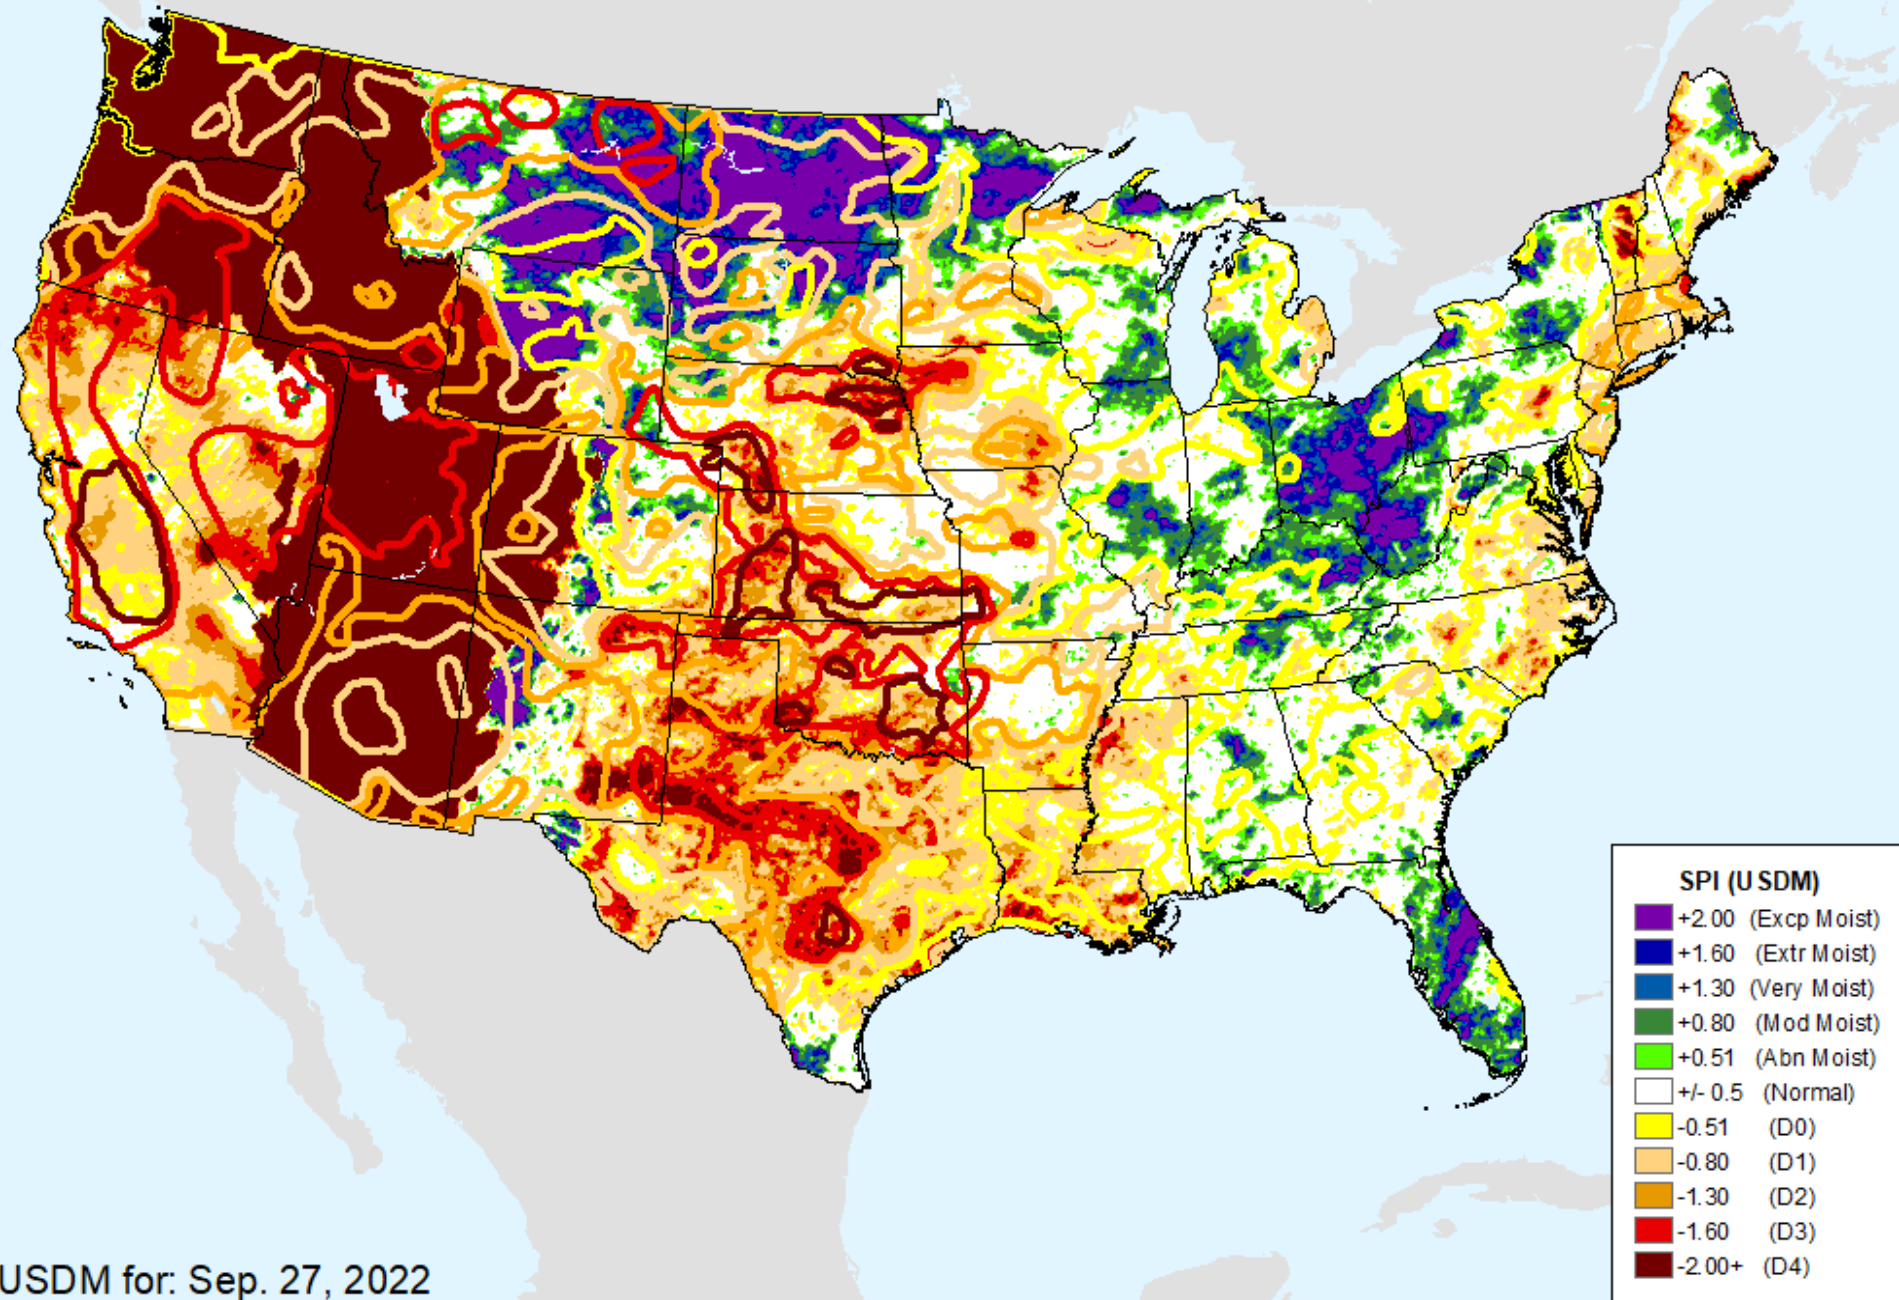 SPI (USDM)
+2.00 (Excp Moist)
+1.60 (Extr Moist)
+1.30 (Very Moist)
+0.80 (Mod Moist)
+0.51 (Abn Moist)
+/- 0.5 (Normal)
-0.51 (D0)
-0.80 (D1)
-1.30 (D2)
-1.60 (D3)
-2.00+ (D4)
USDM for: Sep. 27, 2022